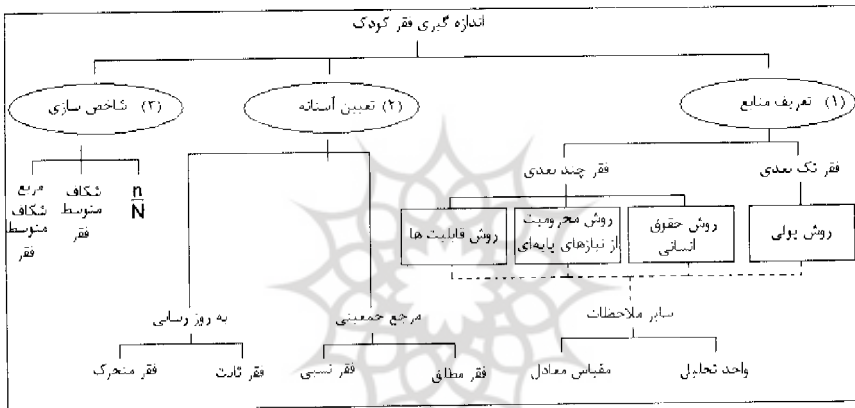 اندازه گیری فقر کودک
(۱) تعریف منابع
(۲) تعیین آستانه
(۳) شاخص سازی
فقر تک بعدی
فقر چند بعدی
روش پولی
روش حقوق
انسانی
روش محرومیت
از نیازهای پایه‌ای
روش قابلیت ها
سایر ملاحظات
واحد تحلیل
مقیاس معادل
مرجع جمعیتی
فقر مطلق
فقر نسبی
به روز رسانی
فقر ثابت
فقر متحرک
n
N
شکاف
متوسط
فقر
مربع
شکاف
متوسط
فقر